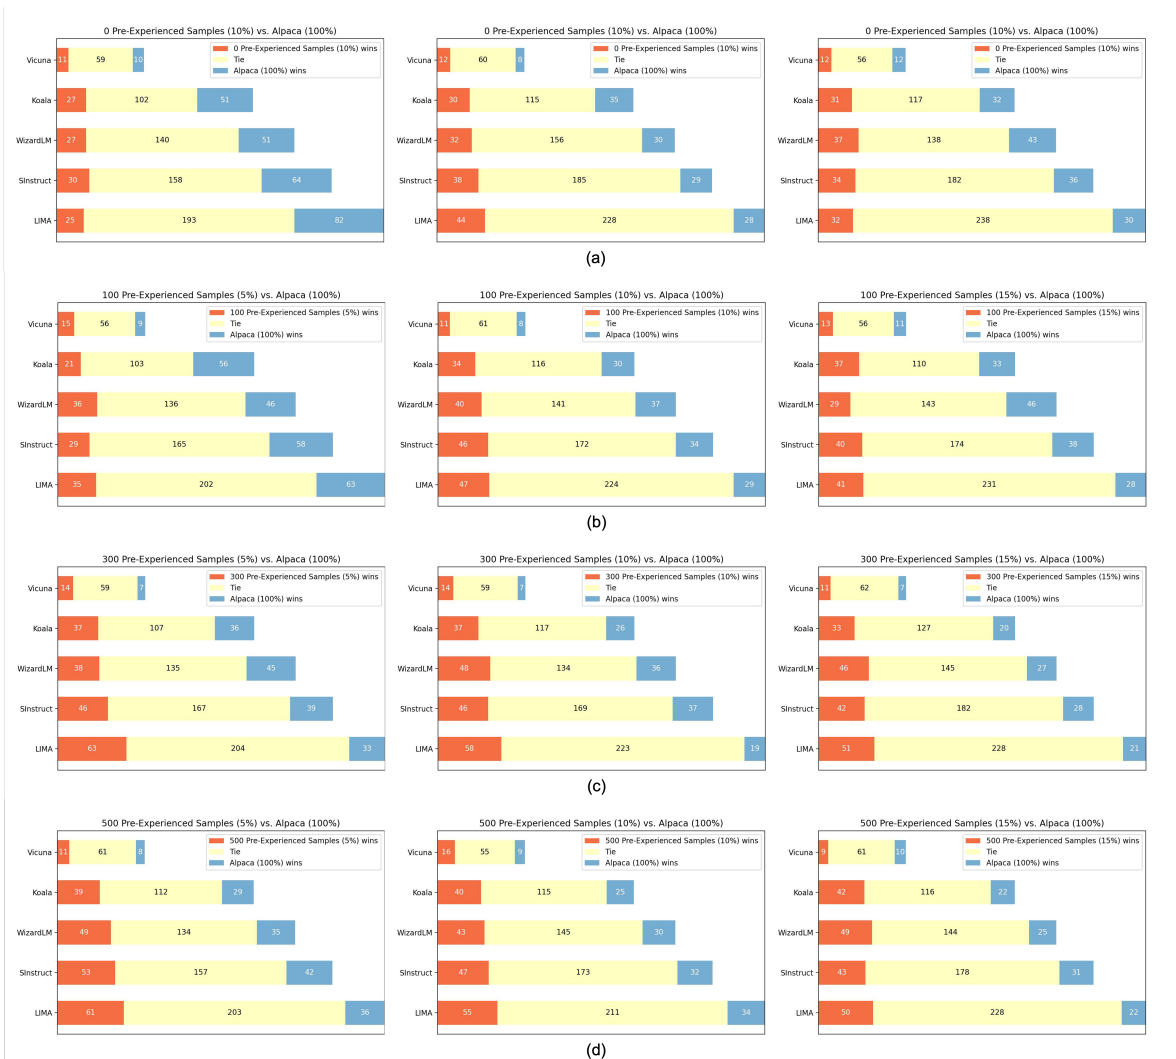 0 Pre-Experienced Samples (10%) vs. Alpaca (100%)
0 Pre-Experienced Samples (10%) wins
Tie
Alpaca (100%) wins
Vicuna 11 59 10
Koala 27 102 51
WizardLM 27 140 51
SInstruct 30 158 64
LIMA 25 193 82
0 Pre-Experienced Samples (10%) vs. Alpaca (100%)
0 Pre-Experienced Samples (10%) wins
Tie
Alpaca (100%) wins
Vicuna 12 60 8
Koala 30 115 35
WizardLM 32 156 30
SInstruct 38 185 29
LIMA 44 228 28
0 Pre-Experienced Samples (10%) vs. Alpaca (100%)
0 Pre-Experienced Samples (10%) wins
Tie
Alpaca (100%) wins
Vicuna 12 56 12
Koala 31 117 32
WizardLM 37 138 43
SInstruct 34 182 36
LIMA 32 238 30
(a)
100 Pre-Experienced Samples (5%) vs. Alpaca (100%)
100 Pre-Experienced Samples (5%) wins
Tie
Alpaca (100%) wins
Vicuna 15 56 9
Koala 21 103 56
WizardLM 36 136 46
SInstruct 29 165 58
LIMA 35 202 63
100 Pre-Experienced Samples (10%) vs. Alpaca (100%)
100 Pre-Experienced Samples (10%) wins
Tie
Alpaca (100%) wins
Vicuna 11 61 8
Koala 34 116 30
WizardLM 40 141 37
SInstruct 46 172 34
LIMA 47 224 29
100 Pre-Experienced Samples (15%) vs. Alpaca (100%)
100 Pre-Experienced Samples (15%) wins
Tie
Alpaca (100%) wins
Vicuna 13 56 11
Koala 37 110 33
WizardLM 29 143 46
SInstruct 40 174 38
LIMA 41 231 28
(b)
300 Pre-Experienced Samples (5%) vs. Alpaca (100%)
300 Pre-Experienced Samples (5%) wins
Tie
Alpaca (100%) wins
Vicuna 14 59 7
Koala 37 107 36
WizardLM 38 135 45
SInstruct 46 167 39
LIMA 63 204 33
300 Pre-Experienced Samples (10%) vs. Alpaca (100%)
300 Pre-Experienced Samples (10%) wins
Tie
Alpaca (100%) wins
Vicuna 14 59 7
Koala 37 117 26
WizardLM 48 134 36
SInstruct 46 169 37
LIMA 58 223 19
300 Pre-Experienced Samples (15%) vs. Alpaca (100%)
300 Pre-Experienced Samples (15%) wins
Tie
Alpaca (100%) wins
Vicuna 11 62 7
Koala 33 127 20
WizardLM 46 145 27
SInstruct 42 182 28
LIMA 51 228 21
(c)
500 Pre-Experienced Samples (5%) vs. Alpaca (100%)
500 Pre-Experienced Samples (5%) wins
Tie
Alpaca (100%) wins
Vicuna 11 61 8
Koala 39 112 29
WizardLM 49 134 35
SInstruct 53 157 42
LIMA 61 203 36
500 Pre-Experienced Samples (10%) vs. Alpaca (100%)
500 Pre-Experienced Samples (10%) wins
Tie
Alpaca (100%) wins
Vicuna 16 55 9
Koala 40 115 25
WizardLM 43 145 30
SInstruct 47 173 32
LIMA 55 211 34
500 Pre-Experienced Samples (15%) vs. Alpaca (100%)
500 Pre-Experienced Samples (15%) wins
Tie
Alpaca (100%) wins
Vicuna 9 61 10
Koala 42 116 22
WizardLM 49 144 25
SInstruct 43 178 31
LIMA 50 228 22
(d)